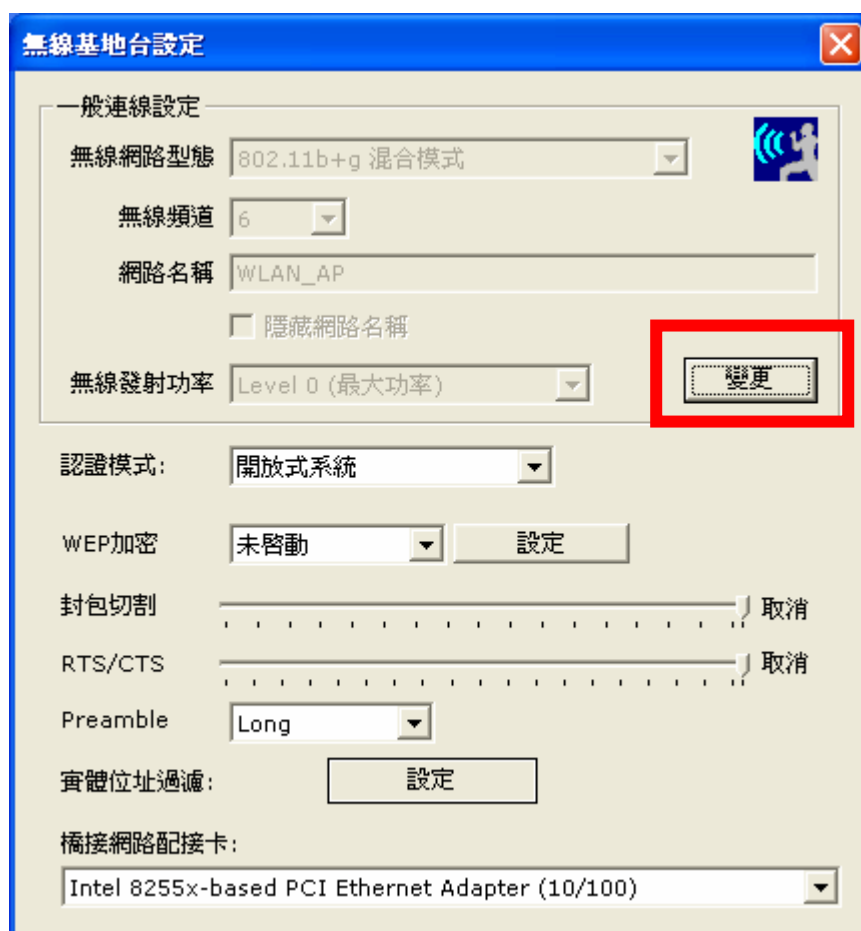 無線基地台設定
一般連線設定
無線網路型態 802.11b+g 混合模式
無線頻道 6
網路名稱 WLAN_AP
隱藏網路名稱
無線發射功率 Level 0 (最大功率) 變更
認證模式: 開放式系統
WEP加密 未啓動 設定
封包切割 取消
RTS/CTS 取消
Preamble Long
實體位址過濾: 設定
橋接網路配接卡:
Intel 8255x-based PCI Ethernet Adapter (10/100)